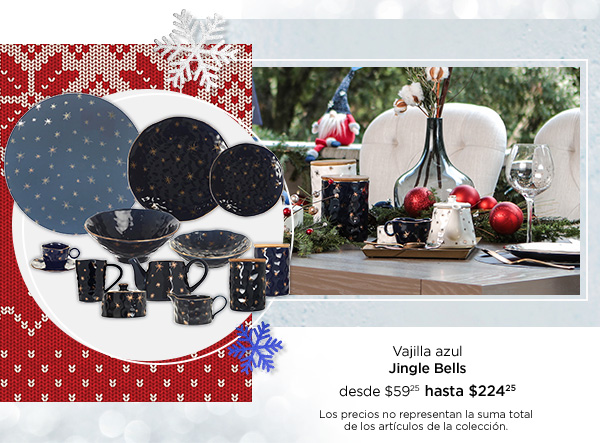 Vajilla azul
Jingle Bells
desde $59²⁵ hasta $224²⁵
Los precios no representan la suma total
de los artículos de la colección.